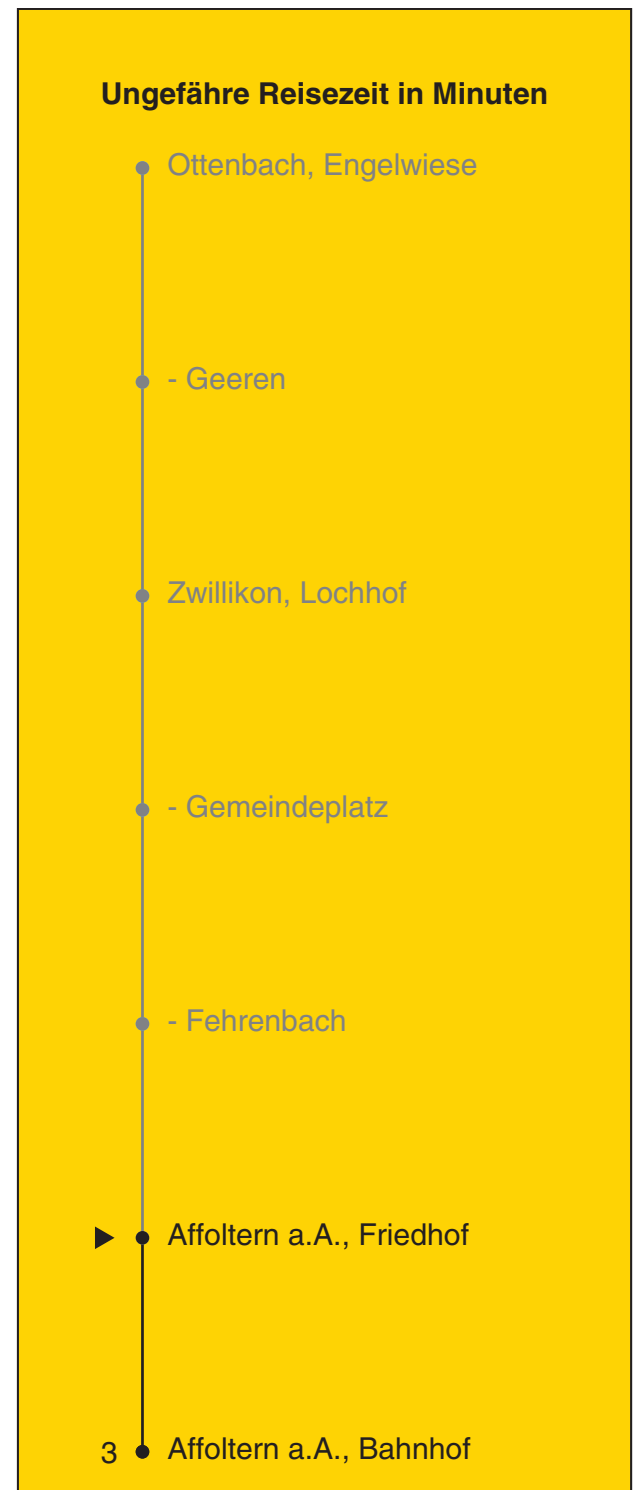 Ungefähre Reisezeit in Minuten
Ottenbach, Engelwiese
- Geeren
Zwillikon, Lochhof
- Gemeindeplatz
- Fehrenbach
Affoltern a.A., Friedhof
3 Affoltern a.A., Bahnhof